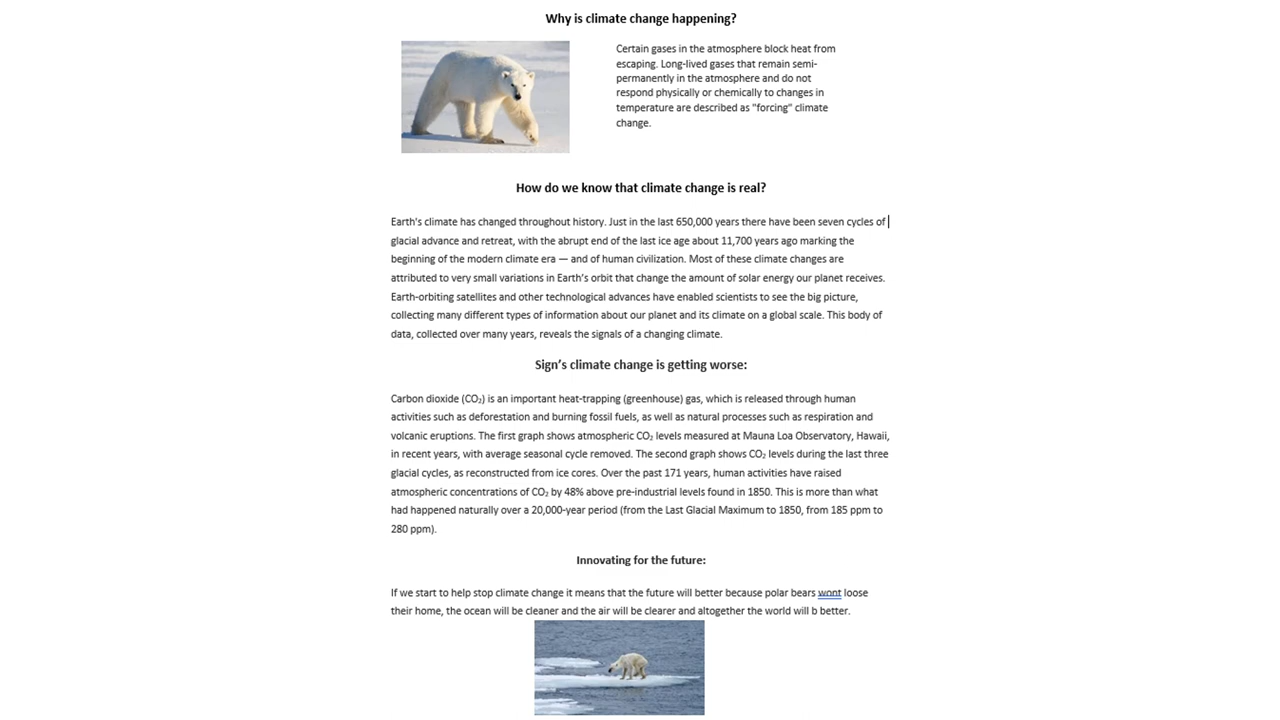 Why is climate change happening?
Certain gases in the atmosphere block heat from
escaping. Long-lived gases that remain semi-
permanently in the atmosphere and do not
respond physically or chemically to changes in
temperature are described as "forcing" climate
change.
How do we know that climate change is real?
Earth's climate has changed throughout history. Just in the last 650,000 years there have been seven cycles of
glacial advance and retreat, with the abrupt end of the last ice age about 11,700 years ago marking the
beginning of the modern climate era — and of human civilization. Most of these climate changes are
attributed to very small variations in Earth’s orbit that change the amount of solar energy our planet receives.
Earth-orbiting satellites and other technological advances have enabled scientists to see the big picture,
collecting many different types of information about our planet and its climate on a global scale. This body of
data, collected over many years, reveals the signals of a changing climate.
Sign’s climate change is getting worse:
Carbon dioxide (CO₂) is an important heat-trapping (greenhouse) gas, which is released through human
activities such as deforestation and burning fossil fuels, as well as natural processes such as respiration and
volcanic eruptions. The first graph shows atmospheric CO₂ levels measured at Mauna Loa Observatory, Hawaii,
in recent years, with average seasonal cycle removed. The second graph shows CO₂ levels during the last three
glacial cycles, as reconstructed from ice cores. Over the past 171 years, human activities have raised
atmospheric concentrations of CO₂ by 48% above pre-industrial levels found in 1850. This is more than what
had happened naturally over a 20,000-year period (from the Last Glacial Maximum to 1850, from 185 ppm to
280 ppm).
Innovating for the future:
If we start to help stop climate change it means that the future will better because polar bears wont loose
their home, the ocean will be cleaner and the air will be clearer and altogether the world will b better.